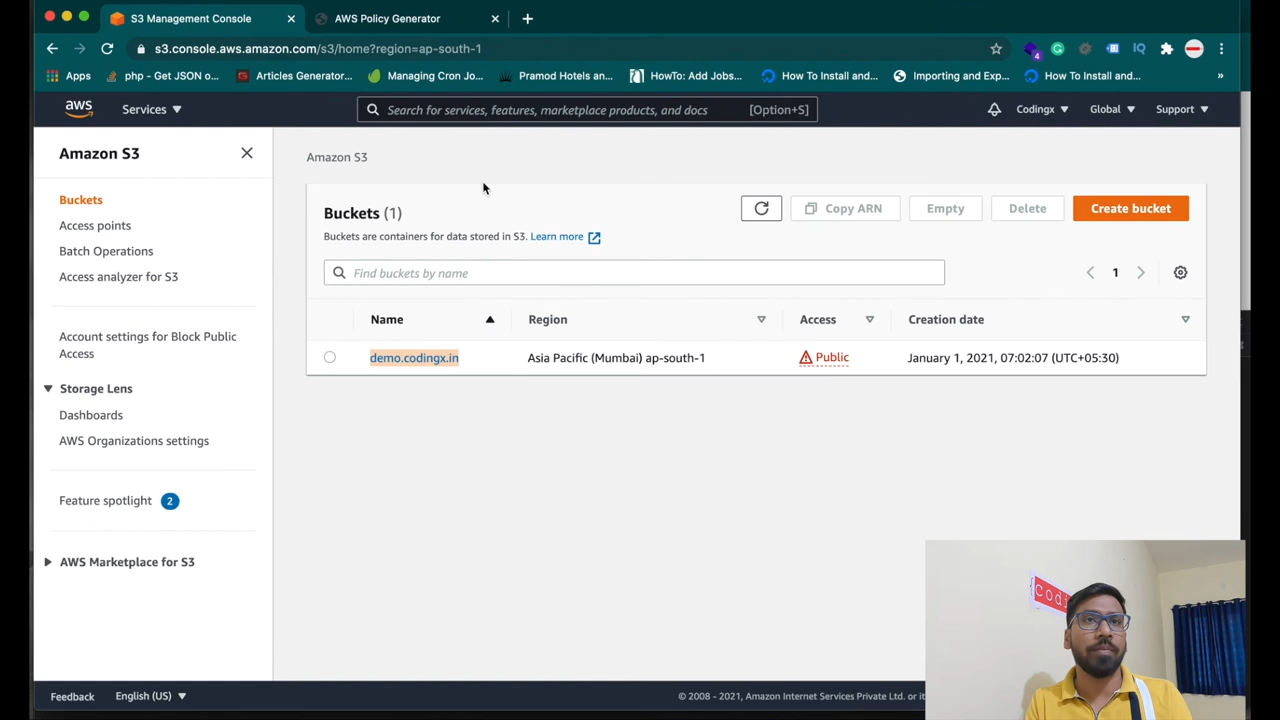 S3 Management Console
AWS Policy Generator
s3.console.aws.amazon.com/s3/home?region=ap-south-1
4
IQ
Apps
php - Get JSON o...
Articles Generator...
Managing Cron Jo...
Pramod Hotels an...
HowTo: Add Jobs...
How To Install and...
Importing and Exp...
How To Install and...
»
aws
Services
Search for services, features, marketplace products, and docs [Option+S]
Codingx
Global
Support
Amazon S3
Buckets
Access points
Batch Operations
Access analyzer for S3
Account settings for Block Public
Access
Storage Lens
Dashboards
AWS Organizations settings
Feature spotlight 2
AWS Marketplace for S3
Amazon S3
Buckets (1)
Copy ARN
Empty
Delete
Create bucket
Buckets are containers for data stored in S3. Learn more
Find buckets by name
1
Name Region Access Creation date
demo.codingx.in Asia Pacific (Mumbai) ap-south-1 Public January 1, 2021, 07:02:07 (UTC+05:30)
Feedback
English (US)
© 2008 - 2021, Amazon Internet Services Private Ltd. or